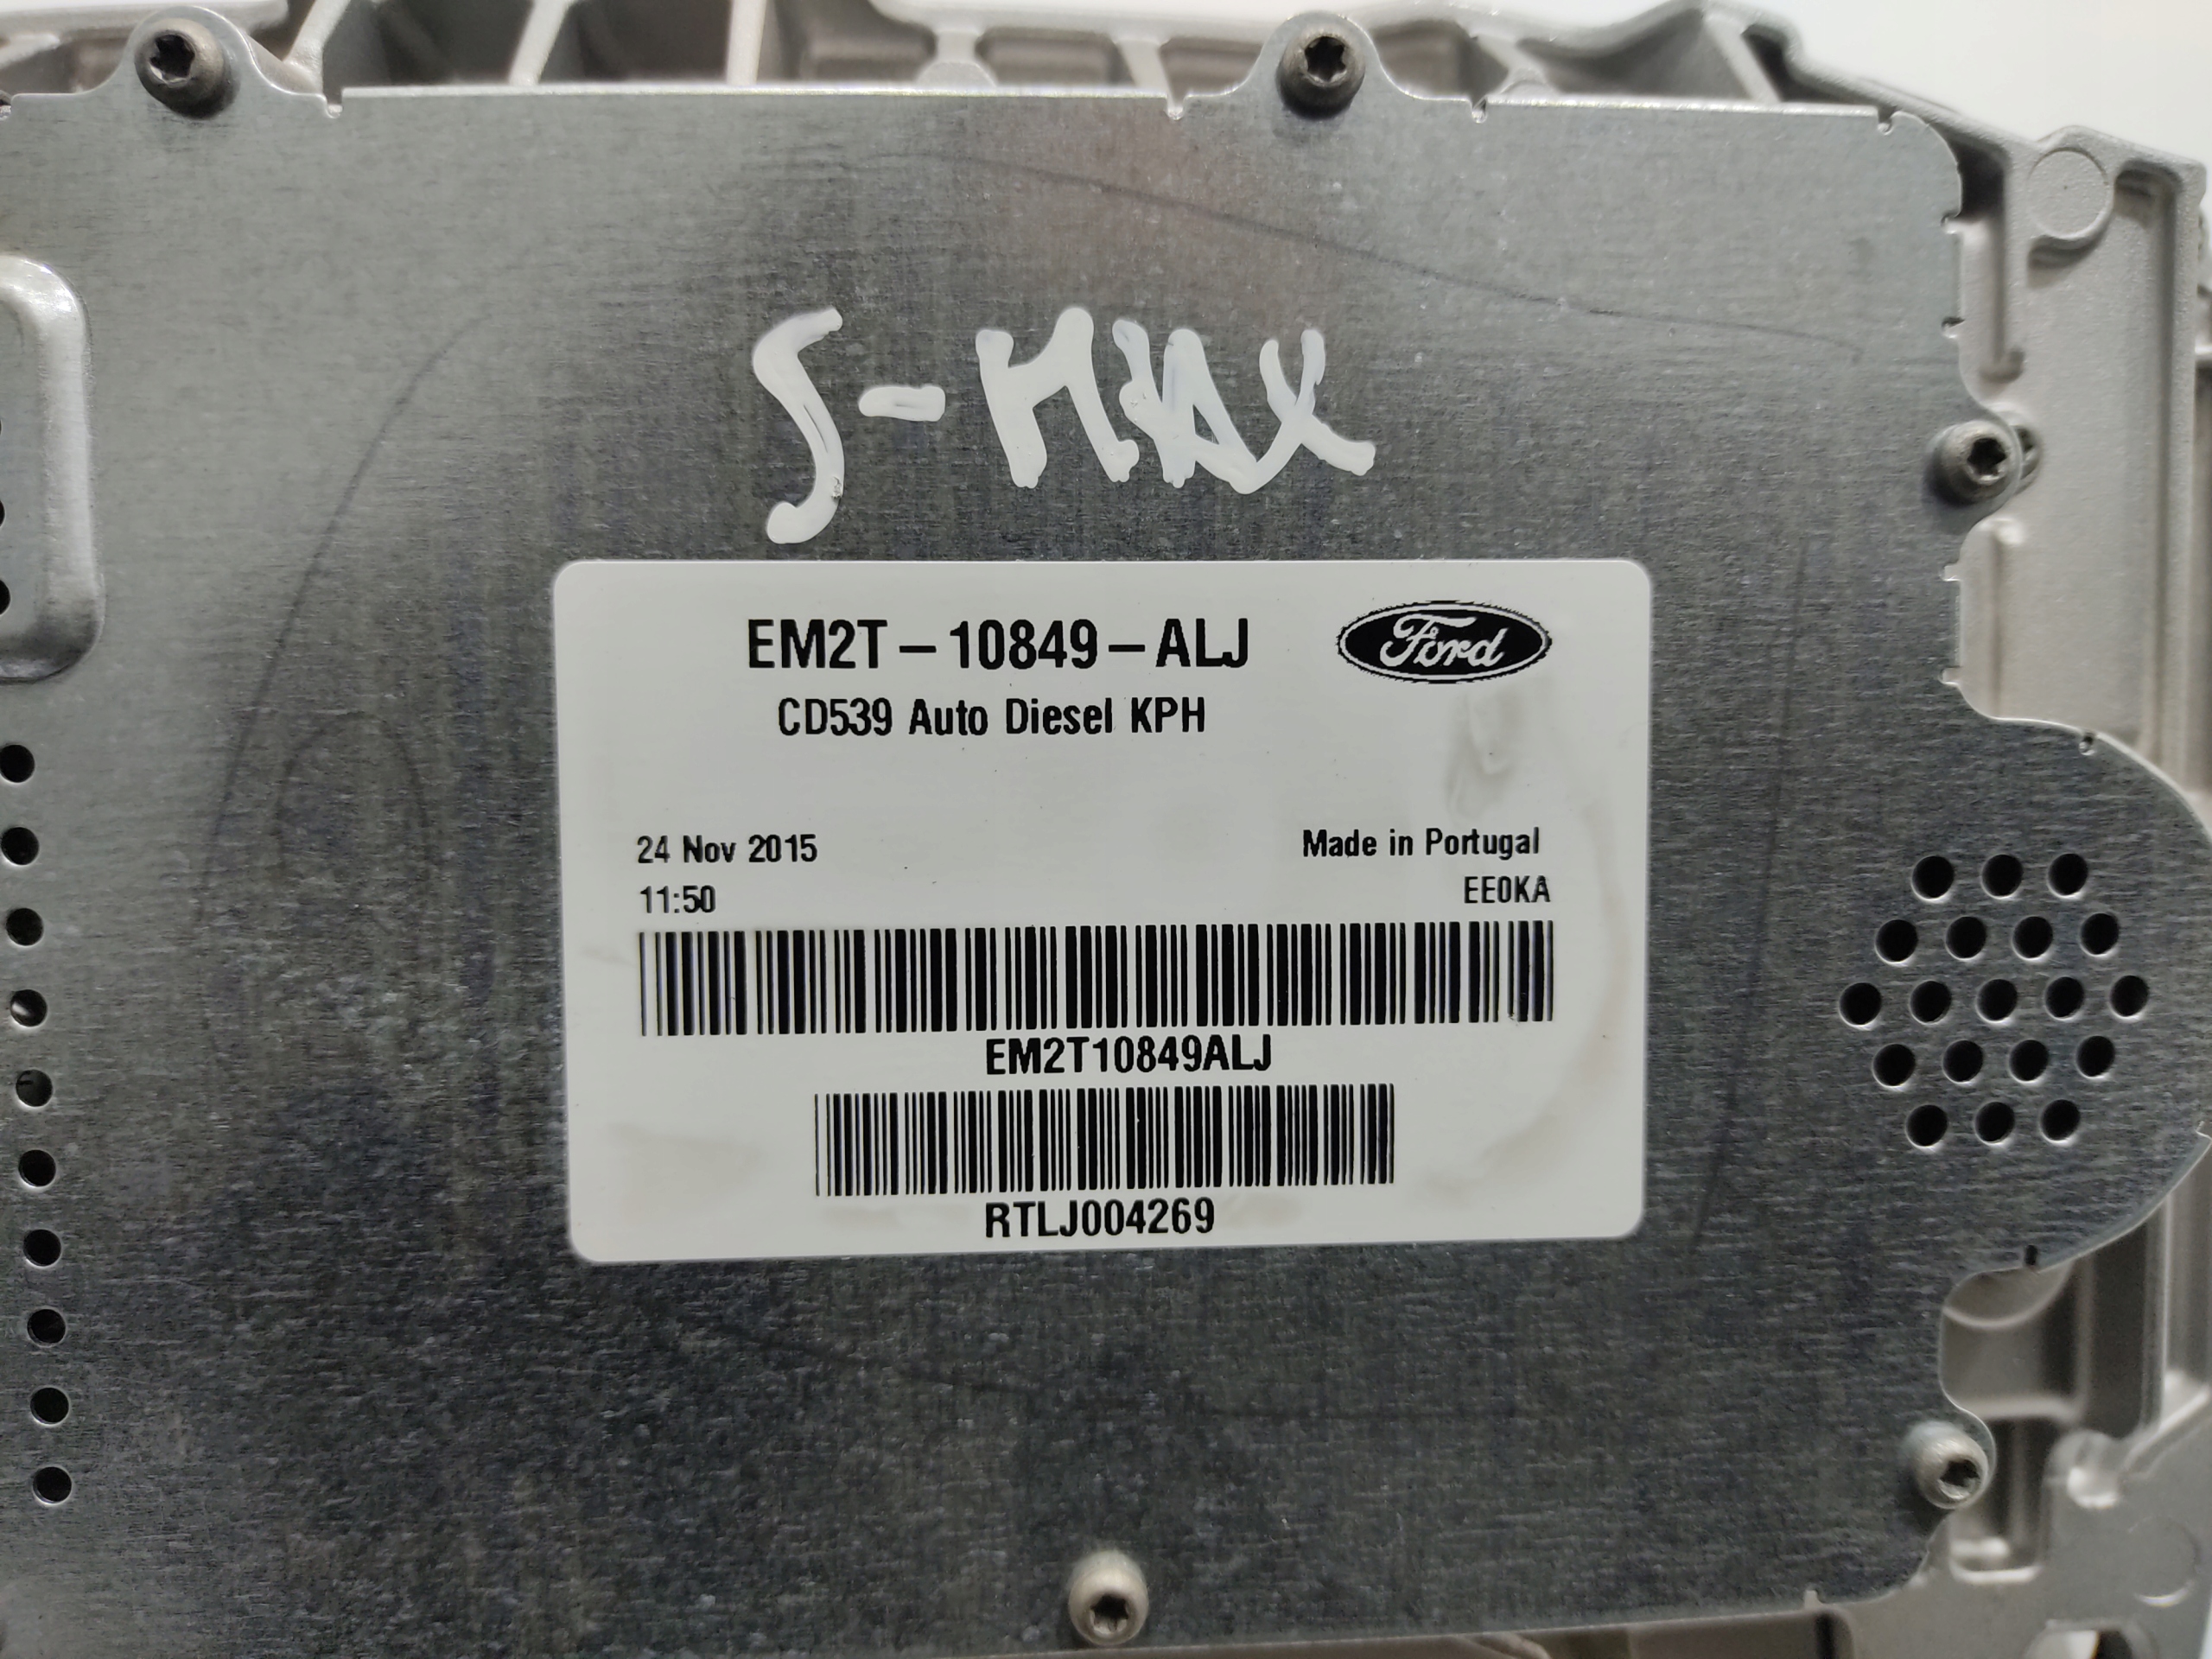 S-MAX
EM2T-10849-ALJ
Ford
CD539 Auto Diesel KPH
24 Nov 2015
Made in Portugal
11:50
EE0KA
EM2T10849ALJ
RTLJ004269